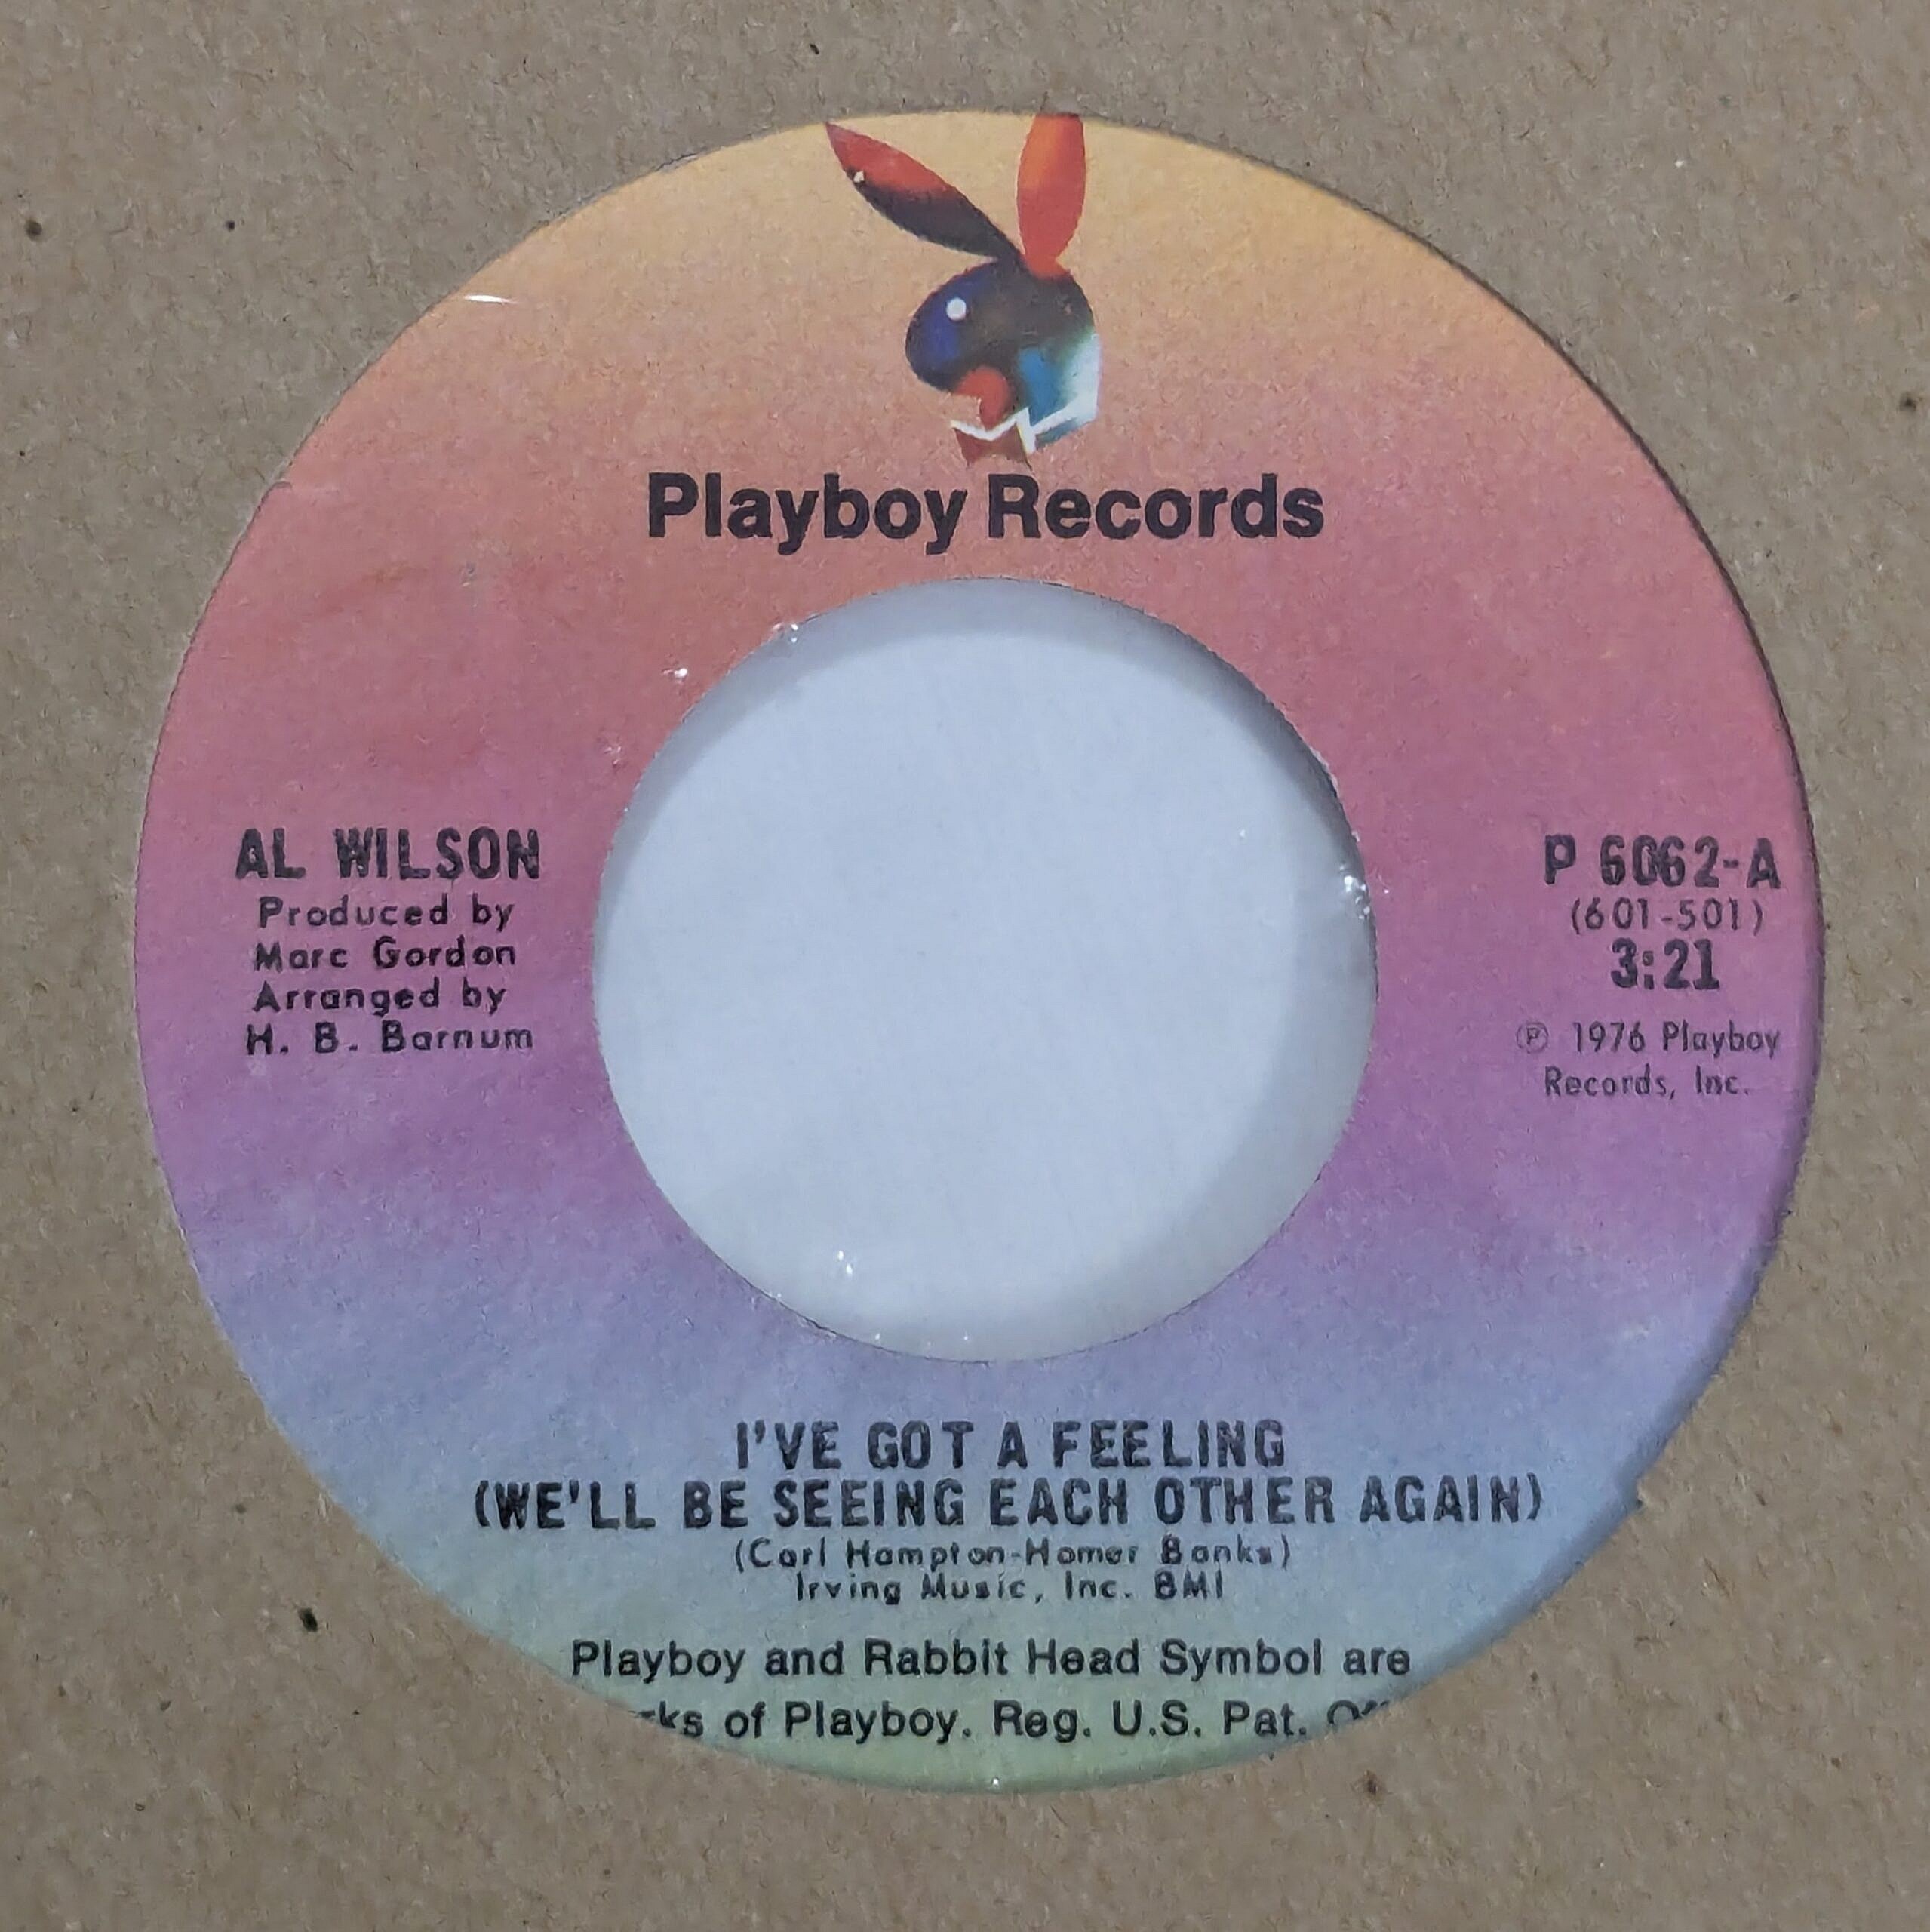 Playboy Records
AL WILSON
Produced by
Marc Gordon
Arranged by
H. B. Barnum
P 6062-A
(601-501)
3:21
℗ 1976 Playboy
Records, Inc.
I'VE GOT A FEELING
(WE'LL BE SEEING EACH OTHER AGAIN)
(Carl Hampton-Homer Banks)
Irving Music, Inc. BMI
Playboy and Rabbit Head Symbol are
of Playboy. Reg. U.S. Pat.